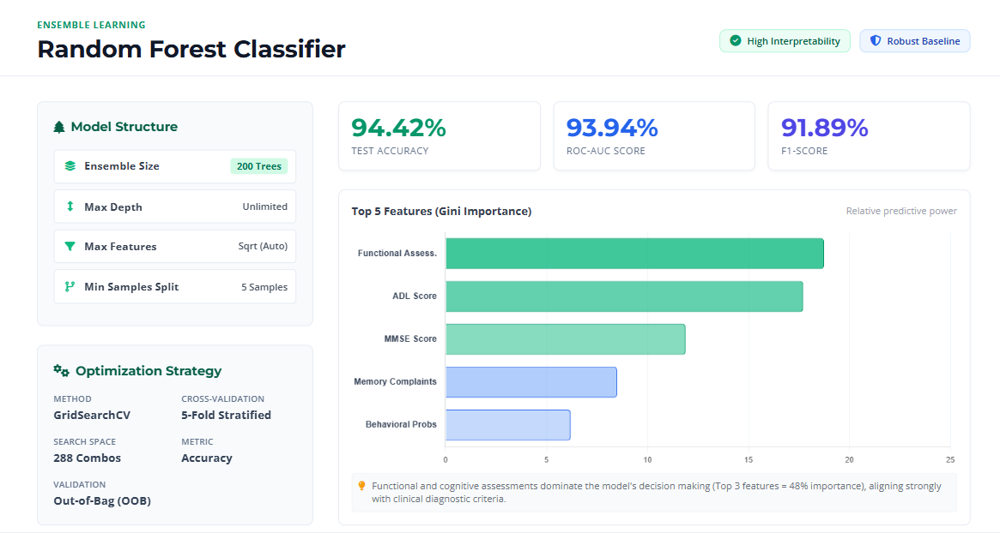 ENSEMBLE LEARNING
Random Forest Classifier
High Interpretability
Robust Baseline
Model Structure
Ensemble Size 200 Trees
Max Depth Unlimited
Max Features Sqrt (Auto)
Min Samples Split 5 Samples
Optimization Strategy
METHOD CROSS-VALIDATION
GridSearchCV 5-Fold Stratified
SEARCH SPACE METRIC
288 Combos Accuracy
VALIDATION
Out-of-Bag (OOB)
94.42%
TEST ACCURACY
93.94%
ROC-AUC SCORE
91.89%
F1-SCORE
Top 5 Features (Gini Importance) Relative predictive power
Functional Assess.
ADL Score
MMSE Score
Memory Complaints
Behavioral Probs
0 5 10 15 20 25
Functional and cognitive assessments dominate the model's decision making (Top 3 features = 48% importance), aligning strongly
with clinical diagnostic criteria.